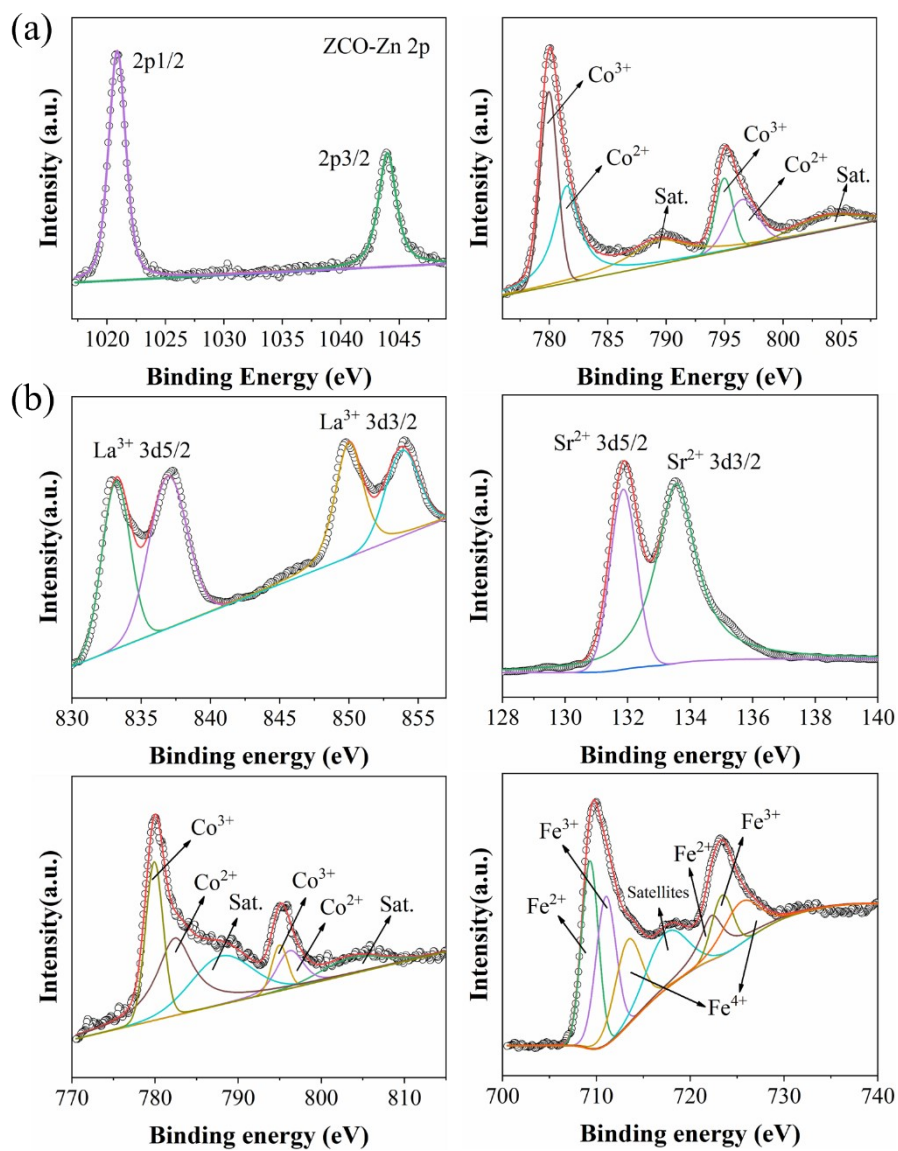 (a)
2p1/2
ZCO-Zn 2p
2p3/2
Intensity (a.u.)
1020 1025 1030 1035 1040 1045
Binding Energy (eV)
Co³⁺
Co²⁺
Sat.
Co³⁺
Co²⁺
Sat.
Intensity (a.u.)
780 785 790 795 800 805
Binding Energy (eV)
(b)
La³⁺ 3d5/2
La³⁺ 3d3/2
Intensity(a.u.)
830 835 840 845 850 855
Binding energy (eV)
Sr²⁺ 3d5/2
Sr²⁺ 3d3/2
Intensity(a.u.)
128 130 132 134 136 138 140
Binding energy (eV)
Co³⁺
Co²⁺
Sat.
Co³⁺
Co²⁺
Sat.
Intensity(a.u.)
770 780 790 800 810
Binding energy (eV)
Fe³⁺
Fe²⁺
Satellites
Fe²⁺
Fe³⁺
Fe⁴⁺
Intensity(a.u.)
700 710 720 730 740
Binding energy (eV)